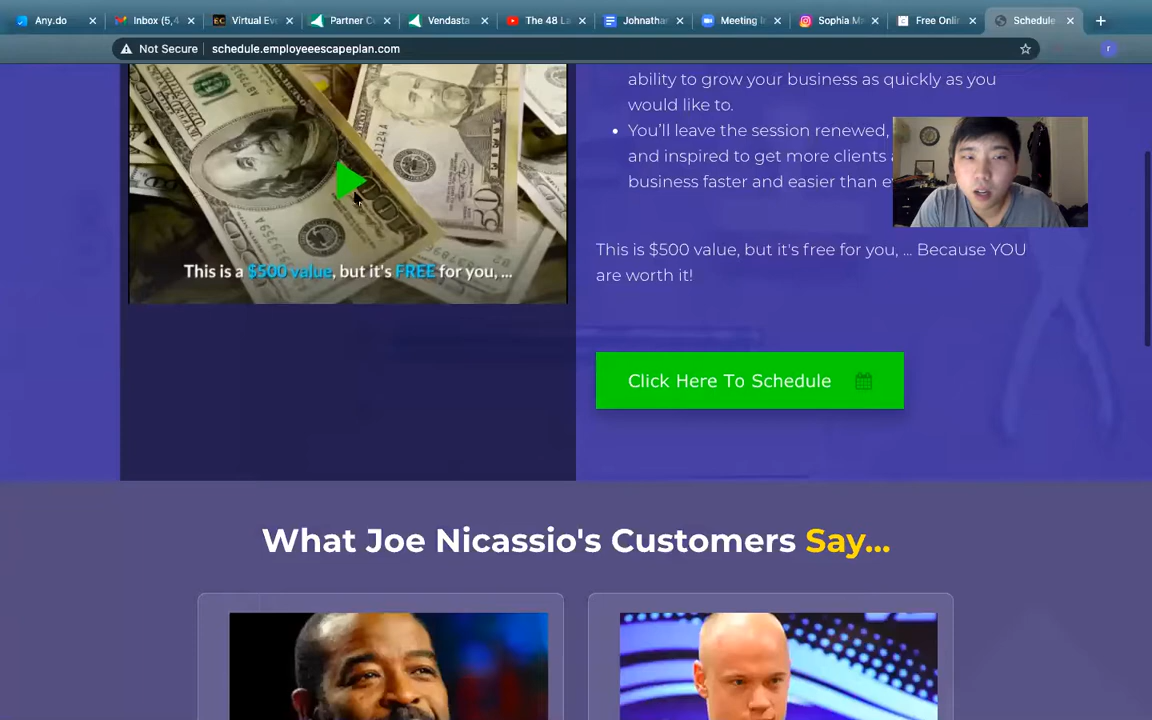 Any.do
Inbox (5,4
Virtual Eve
Partner C
Vendasta
The 48 La
Johnathar
Meeting I
Sophia M
Free Onlin
Schedule
Not Secure
schedule.employeeescapeplan.com
r
ability to grow your business as quickly as you
would like to.
You'll leave the session renewed,
and inspired to get more clients
business faster and easier than e
This is a $500 value, but it's FREE for you, ...
This is $500 value, but it's free for you, ... Because YOU
are worth it!
Click Here To Schedule
What Joe Nicassio's Customers Say...